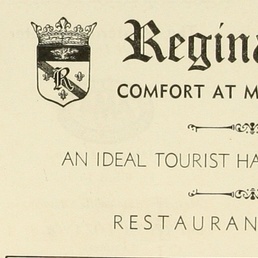 R
Regina
COMFORT AT M
AN IDEAL TOURIST HA
RESTAURAN